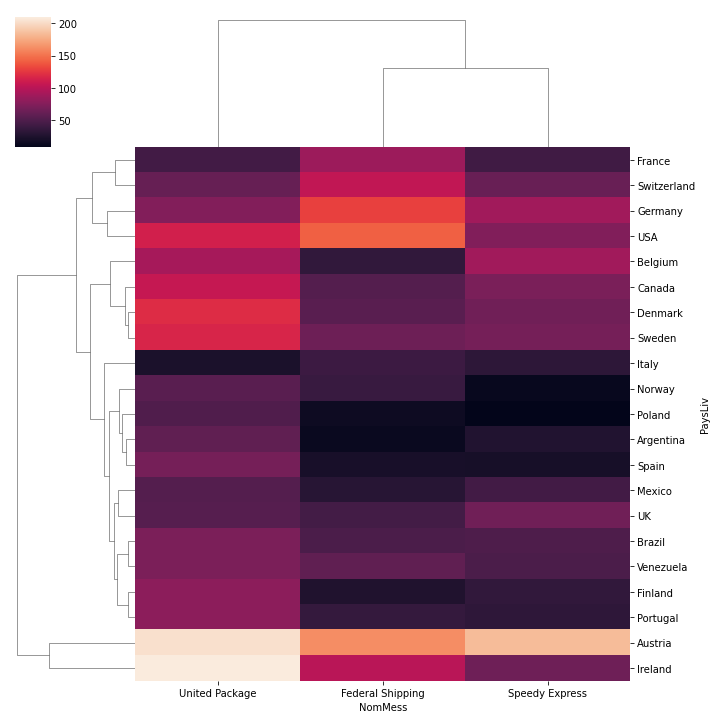 200
150
100
50
France
Switzerland
Germany
USA
Belgium
Canada
Denmark
Sweden
Italy
Norway
Poland
Argentina
Spain
Mexico
UK
Brazil
Venezuela
Finland
Portugal
Austria
Ireland
PaysLiv
United Package Federal Shipping Speedy Express
NomMess